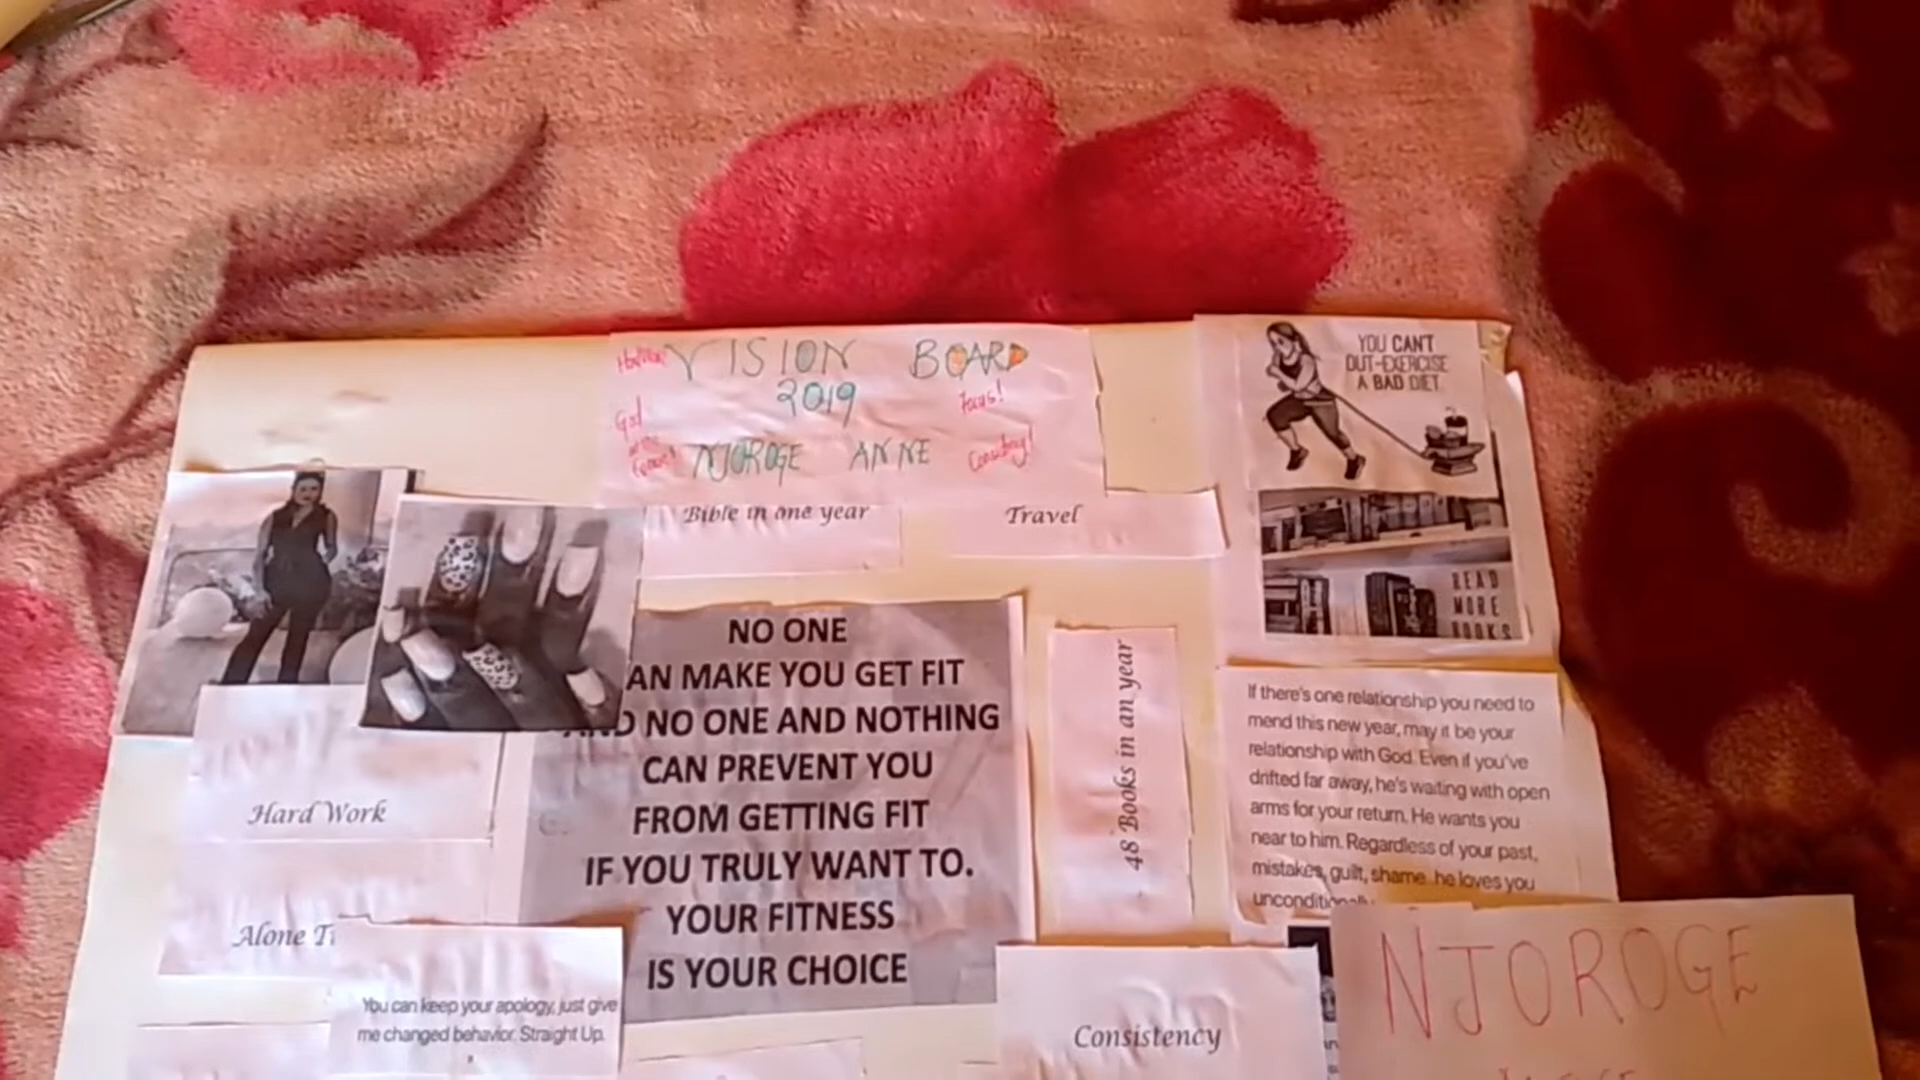 VISION BOARD
2019
Focus!
God
NJOROGE ANNE
Bible in one year
Travel
YOU CAN'T
OUT-EXERCISE
A BAD DIET.
READ
MORE
BOOKS
NO ONE
AN MAKE YOU GET FIT
AND NO ONE AND NOTHING
CAN PREVENT YOU
FROM GETTING FIT
IF YOU TRULY WANT TO.
YOUR FITNESS
IS YOUR CHOICE
48 Books in an year
If there's one relationship you need to
mend this new year, may it be your
relationship with God. Even if you've
drifted far away, he's waiting with open
arms for your return. He wants you
near to him. Regardless of your past,
mistakes, guilt, shame..he loves you
Hard Work
Alone
You can keep your apology, just give
me changed behavior. Straight Up.
Consistency
NJOROGE